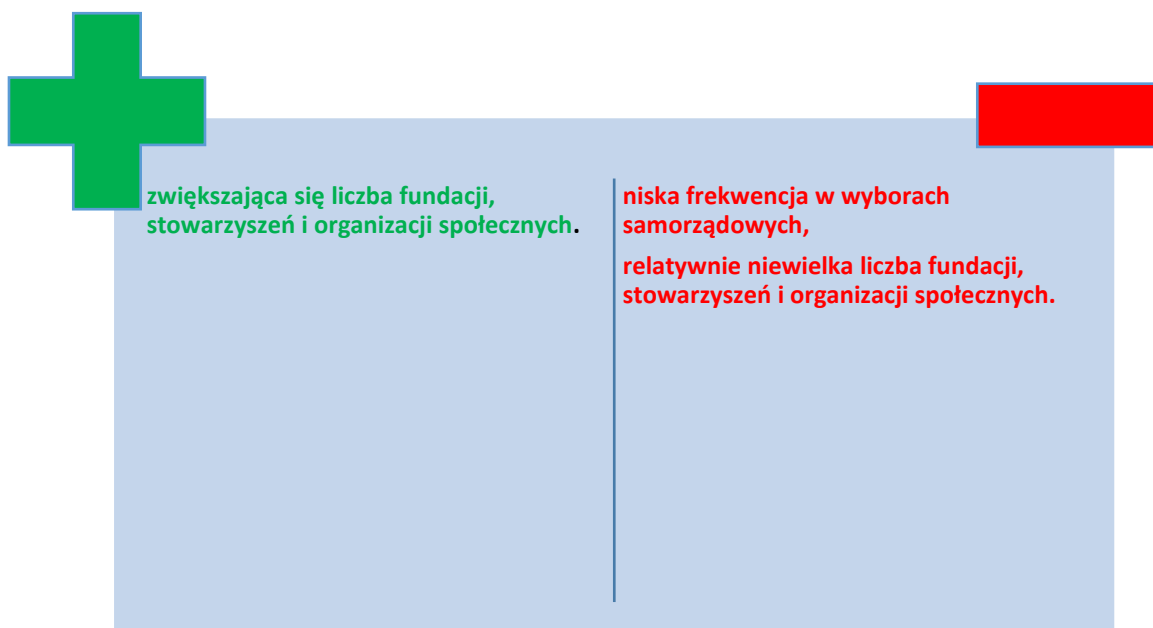 zwiększająca się liczba fundacji,
stowarzyszeń i organizacji społecznych.
niska frekwencja w wyborach
samorządowych,
relatywnie niewielka liczba fundacji,
stowarzyszeń i organizacji społecznych.